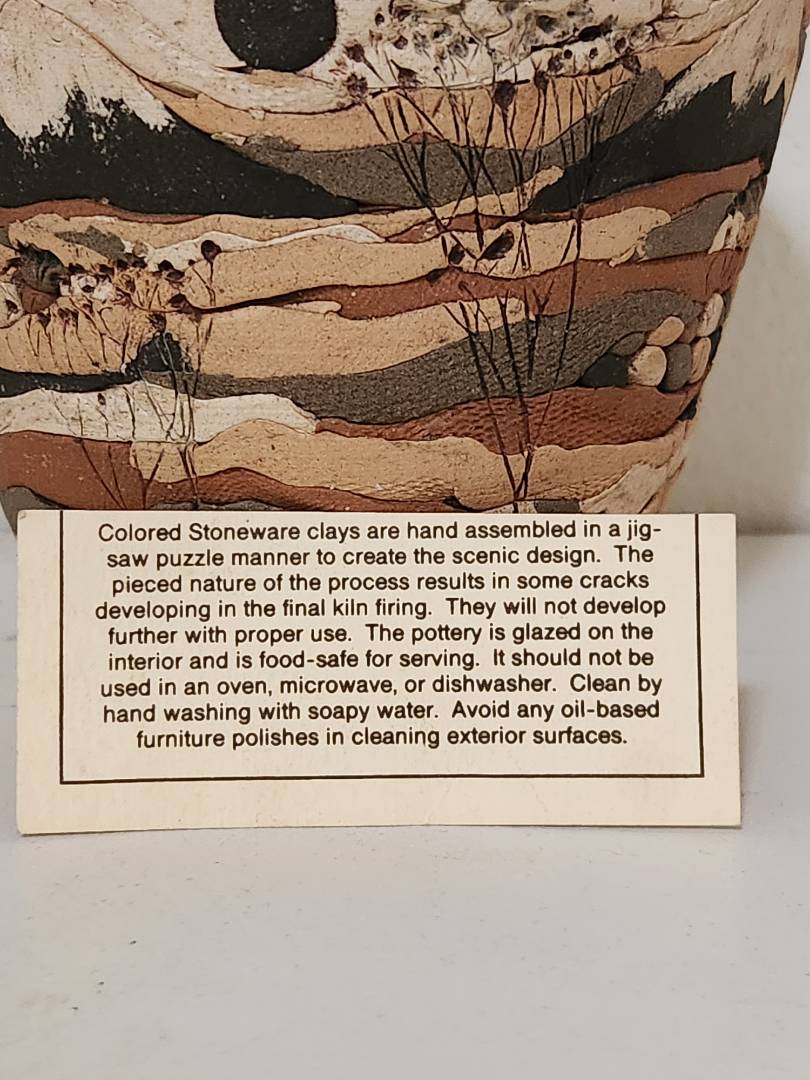 Colored Stoneware clays are hand assembled in a jig-
saw puzzle manner to create the scenic design. The
pieced nature of the process results in some cracks
developing in the final kiln firing. They will not develop
further with proper use. The pottery is glazed on the
interior and is food-safe for serving. It should not be
used in an oven, microwave, or dishwasher. Clean by
hand washing with soapy water. Avoid any oil-based
furniture polishes in cleaning exterior surfaces.